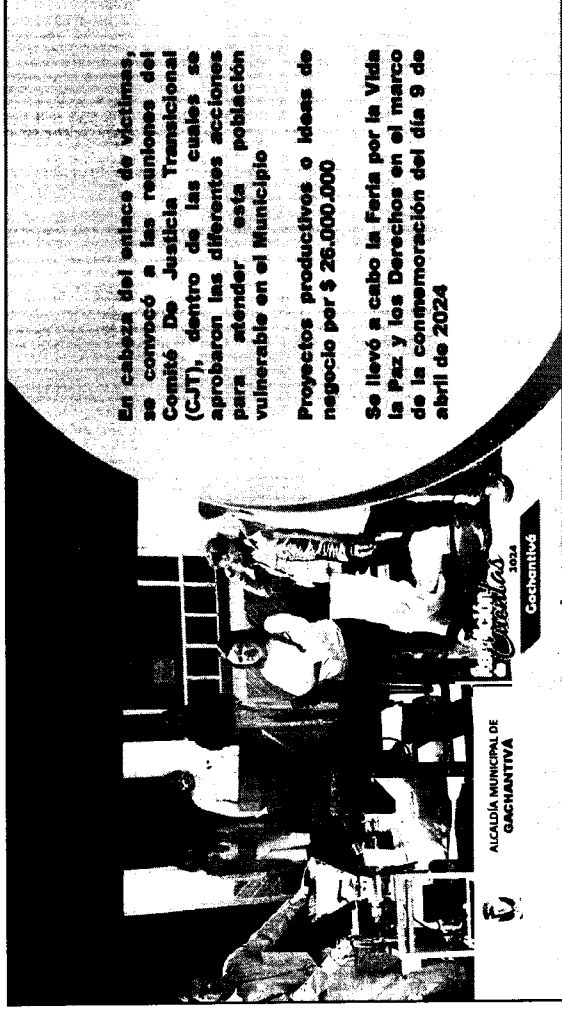 En cabeza del enlace de víctimas,
se convocó a las reuniones del
Comité De Justicia Transicional
(CJT), dentro de las cuales se
aprobaron las diferentes acciones
para atender esta población
vulnerable en el Municipio
Proyectos productivos o ideas de
negocio por $ 26.000.000
Se llevó a cabo la Feria por la Vida
la Paz y los Derechos en el marco
de la conmemoración del día 9 de
abril de 2024
ALCALDÍA MUNICIPAL DE
GACHANTIVÁ
Cuentas
2024
Gachantivá